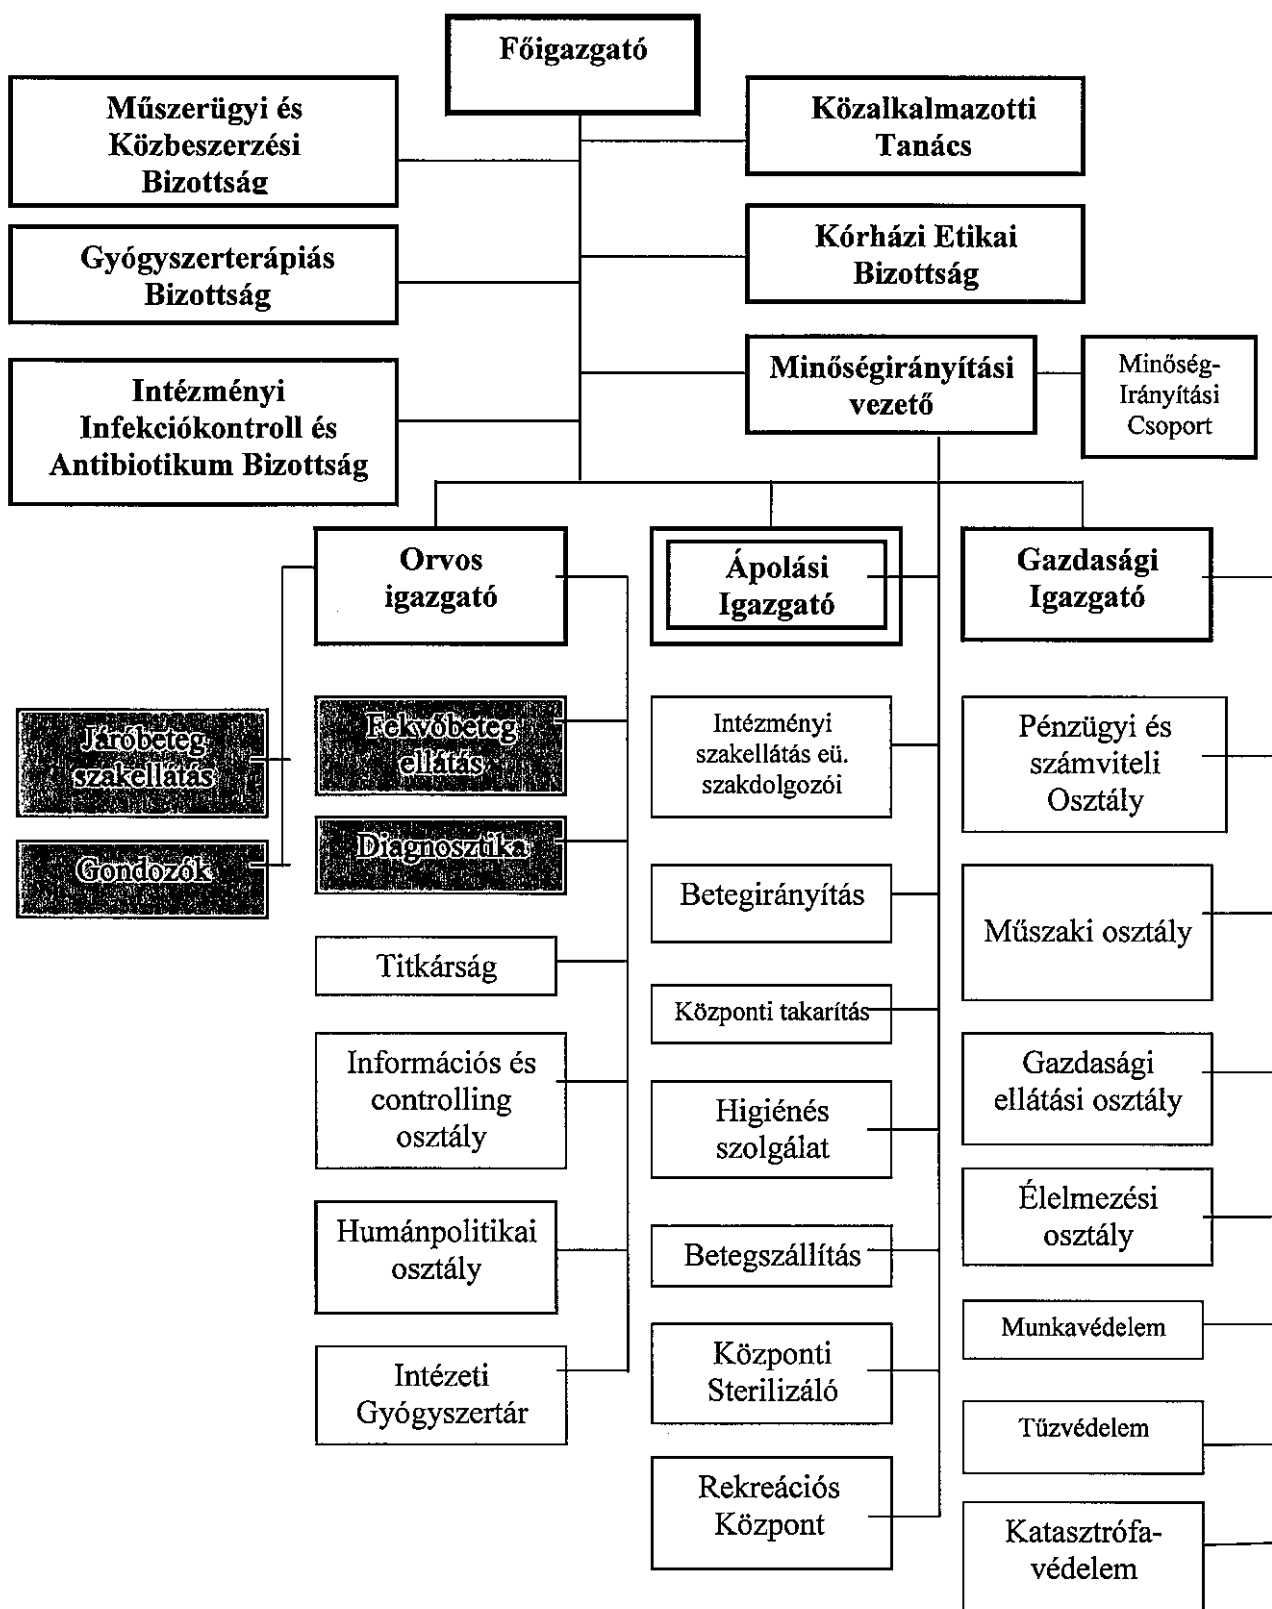 Főigazgató
Műszerügyi és
Közbeszerzési
Bizottság
Közalkalmazotti
Tanács
Gyógyszerterápiás
Bizottság
Kórházi Etikai
Bizottság
Intézményi
Infekciókontroll és
Antibiotikum Bizottság
Minőségirányítási
vezető
Minőség-
Irányítási
Csoport
Orvos
igazgató
Ápolási
Igazgató
Gazdasági
Igazgató
Járóbeteg
szakellátás
Gondozók
Fekvőbeteg
ellátás
Diagnosztika
Titkárság
Információs és
controlling
osztály
Humánpolitikai
osztály
Intézeti
Gyógyszertár
Intézményi
szakellátás eü.
szakdolgozói
Betegirányítás
Központi takarítás
Higiénés
szolgálat
Betegszállítás
Központi
Sterilizáló
Rekreációs
Központ
Pénzügyi és
számviteli
Osztály
Műszaki osztály
Gazdasági
ellátási osztály
Élelmezési
osztály
Munkavédelem
Tűzvédelem
Katasztrófa-
védelem